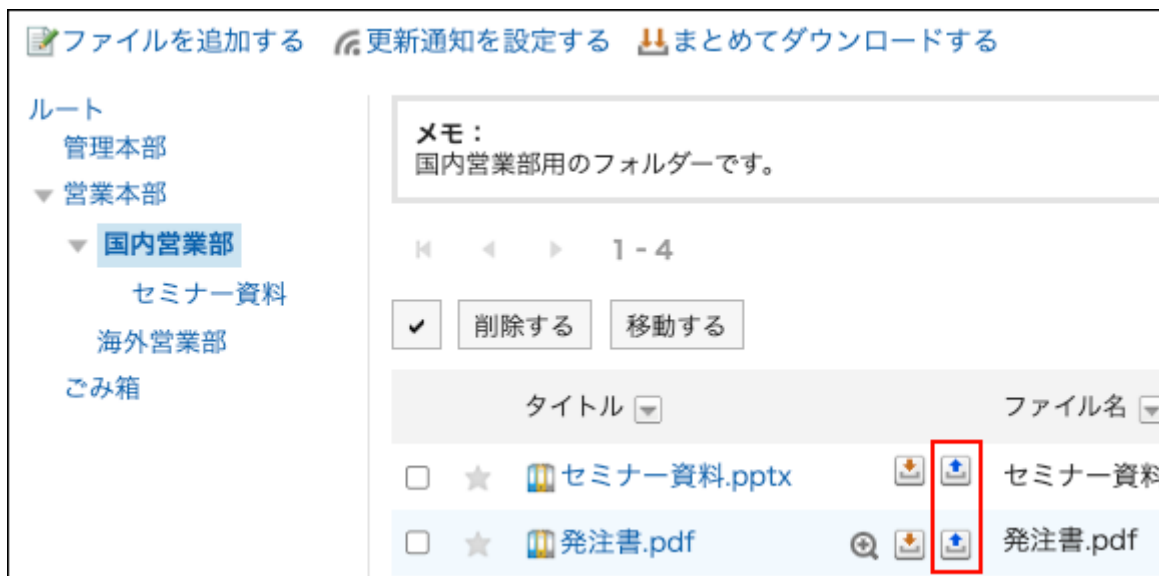 ファイルを追加する 更新通知を設定する まとめてダウンロードする
ルート
管理本部
営業本部
国内営業部
セミナー資料
海外営業部
ごみ箱
メモ：
国内営業部用のフォルダーです。
1 - 4
削除する 移動する
タイトル ファイル名
セミナー資料.pptx セミナー資料
発注書.pdf 発注書.pdf